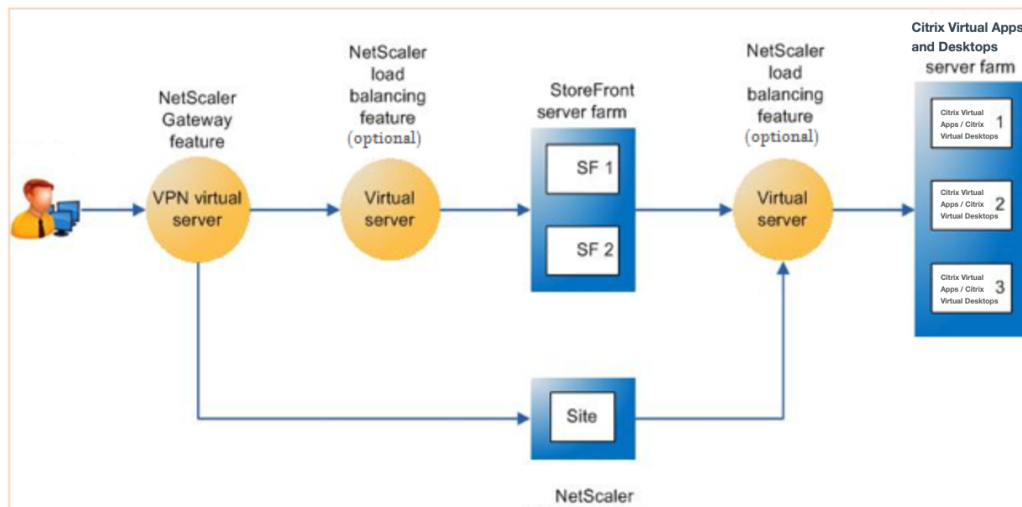 Citrix Virtual Apps
and Desktops
server farm
NetScaler
load
balancing
feature
(optional)
NetScaler
load
balancing
feature
(optional)
StoreFront
server farm
NetScaler
Gateway
feature
VPN virtual
server
Virtual
server
SF 1
SF 2
Virtual
server
Citrix Virtual
Apps / Citrix
Virtual Desktops
1
Citrix Virtual
Apps / Citrix
Virtual Desktops
2
Citrix Virtual
Apps / Citrix
Virtual Desktops
3
Site
NetScaler